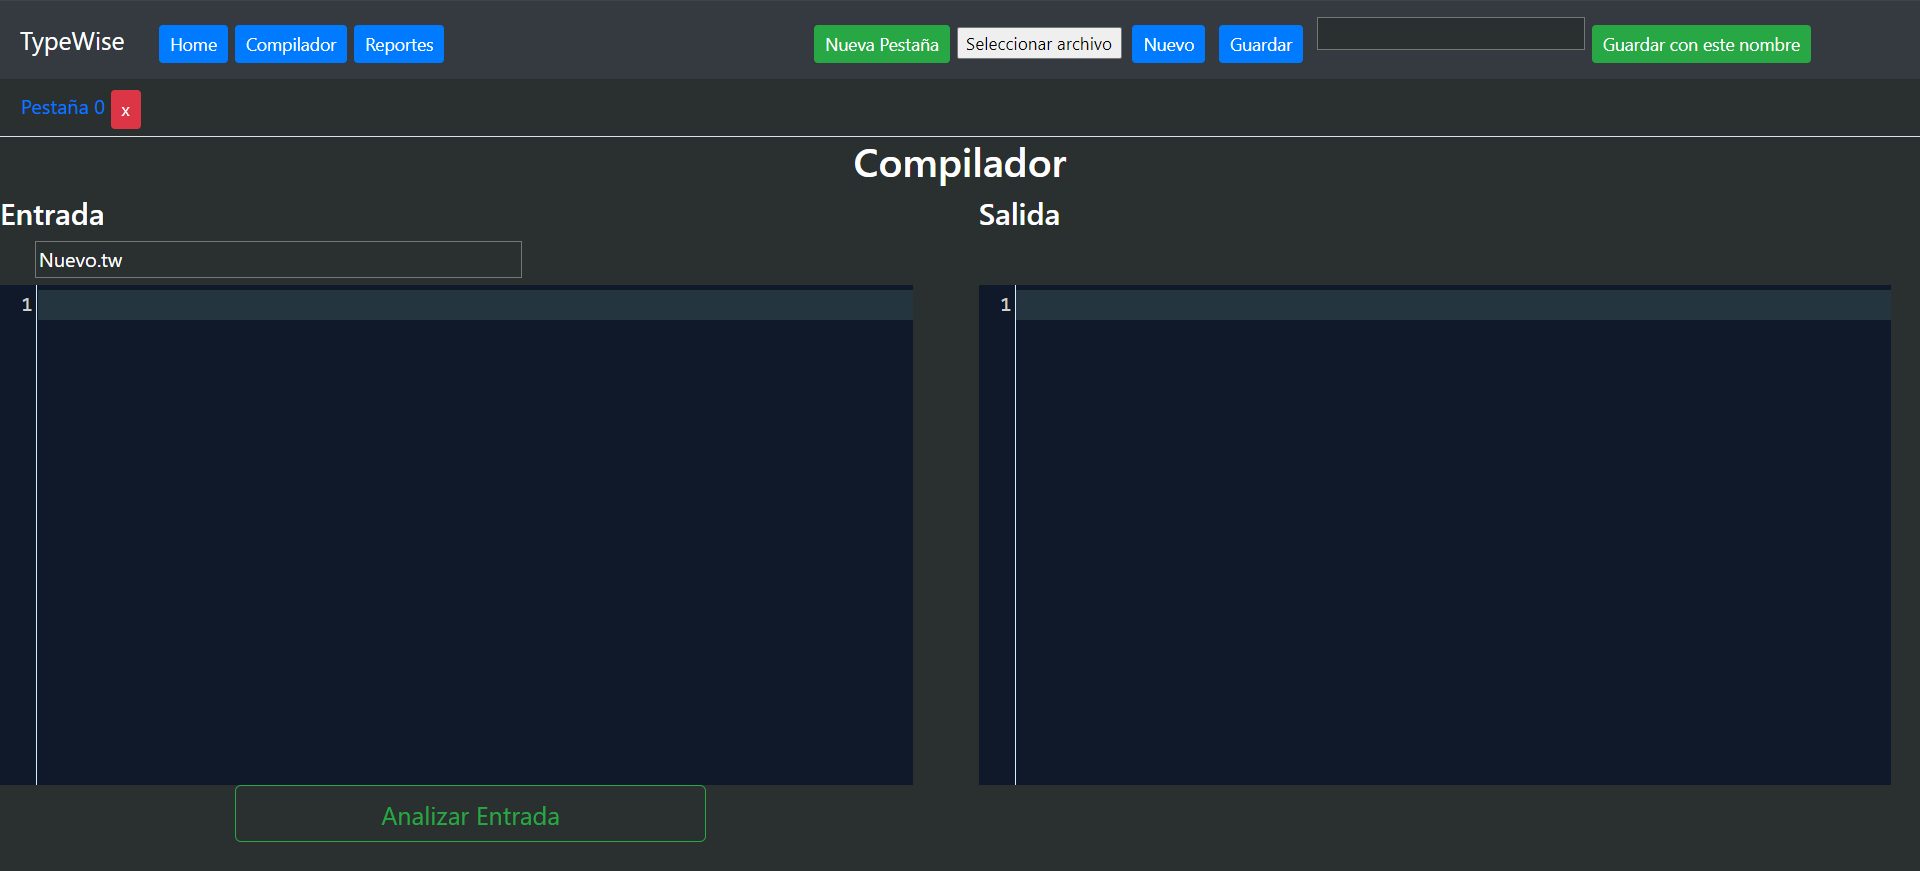 TypeWise Home Compilador Reportes Nueva Pestaña Seleccionar archivo Nuevo Guardar Guardar con este nombre
Pestaña 0 x
Compilador
Entrada Salida
Nuevo.tw
1 1
Analizar Entrada